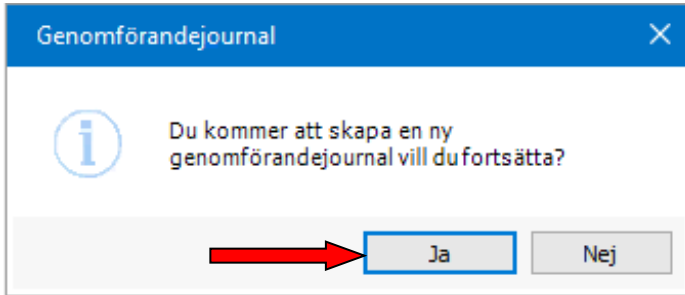 Genomförandejournal
Du kommer att skapa en ny
genomförandejournal vill du fortsätta?
Ja
Nej